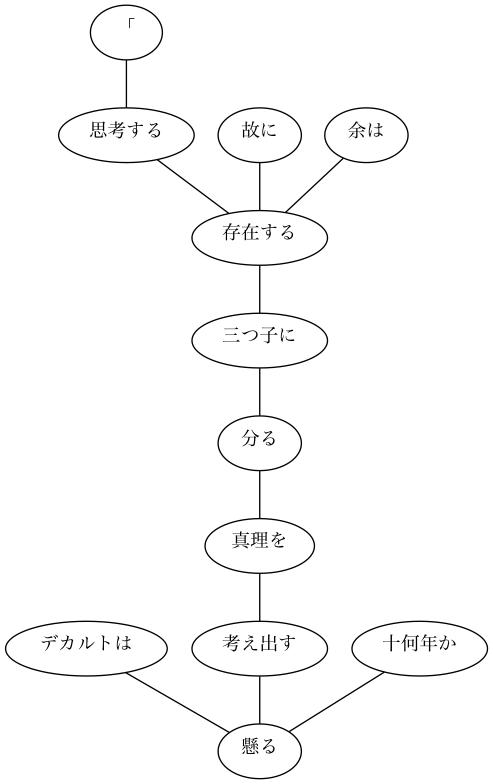 「
思考する
故に
余は
存在する
三つ子に
分る
真理を
デカルトは
考え出す
十何年か
懸る